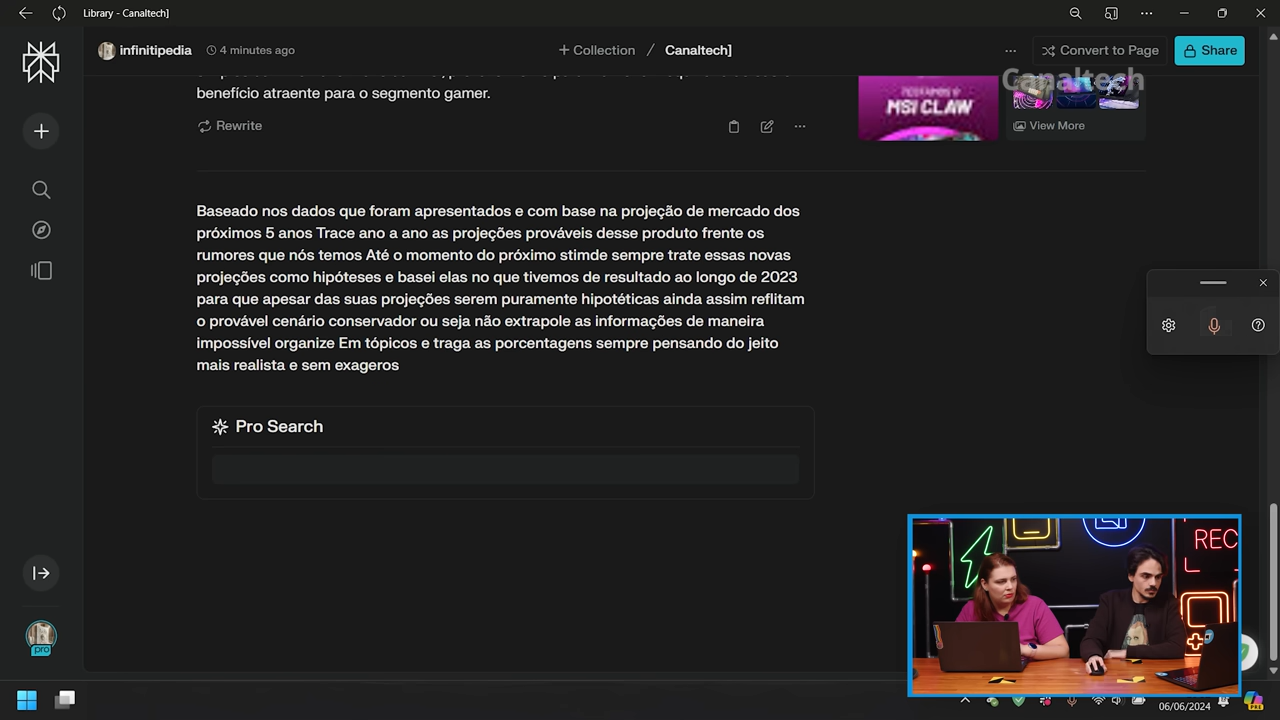 Library - Canaltech]
infinitipedia
4 minutes ago
+ Collection / Canaltech]
Convert to Page
Share
Canaltech
benefício atraente para o segmento gamer.
MSI CLAW
View More
Rewrite
Baseado nos dados que foram apresentados e com base na projeção de mercado dos
próximos 5 anos Trace ano a ano as projeções prováveis desse produto frente os
rumores que nós temos Até o momento do próximo stimde sempre trate essas novas
projeções como hipóteses e basei elas no que tivemos de resultado ao longo de 2023
para que apesar das suas projeções serem puramente hipotéticas ainda assim reflitam
o provável cenário conservador ou seja não extrapole as informações de maneira
impossível organize Em tópicos e traga as porcentagens sempre pensando do jeito
mais realista e sem exageros
Pro Search
REC
pro
06/06/2024
PRE